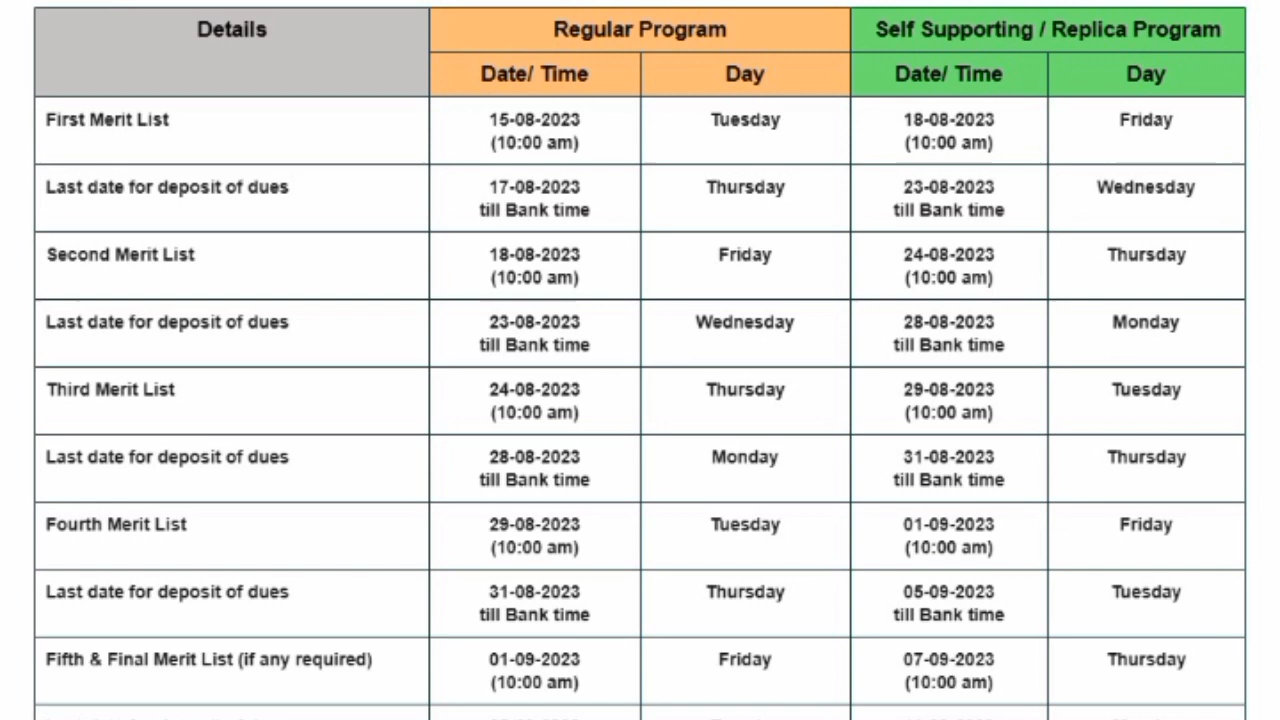 Details Regular Program Self Supporting / Replica Program
Date/ Time Day Date/ Time Day
First Merit List 15-08-2023 Tuesday 18-08-2023 Friday
(10:00 am) (10:00 am)
Last date for deposit of dues 17-08-2023 Thursday 23-08-2023 Wednesday
till Bank time till Bank time
Second Merit List 18-08-2023 Friday 24-08-2023 Thursday
(10:00 am) (10:00 am)
Last date for deposit of dues 23-08-2023 Wednesday 28-08-2023 Monday
till Bank time till Bank time
Third Merit List 24-08-2023 Thursday 29-08-2023 Tuesday
(10:00 am) (10:00 am)
Last date for deposit of dues 28-08-2023 Monday 31-08-2023 Thursday
till Bank time till Bank time
Fourth Merit List 29-08-2023 Tuesday 01-09-2023 Friday
(10:00 am) (10:00 am)
Last date for deposit of dues 31-08-2023 Thursday 05-09-2023 Tuesday
till Bank time till Bank time
Fifth & Final Merit List (if any required) 01-09-2023 Friday 07-09-2023 Thursday
(10:00 am) (10:00 am)